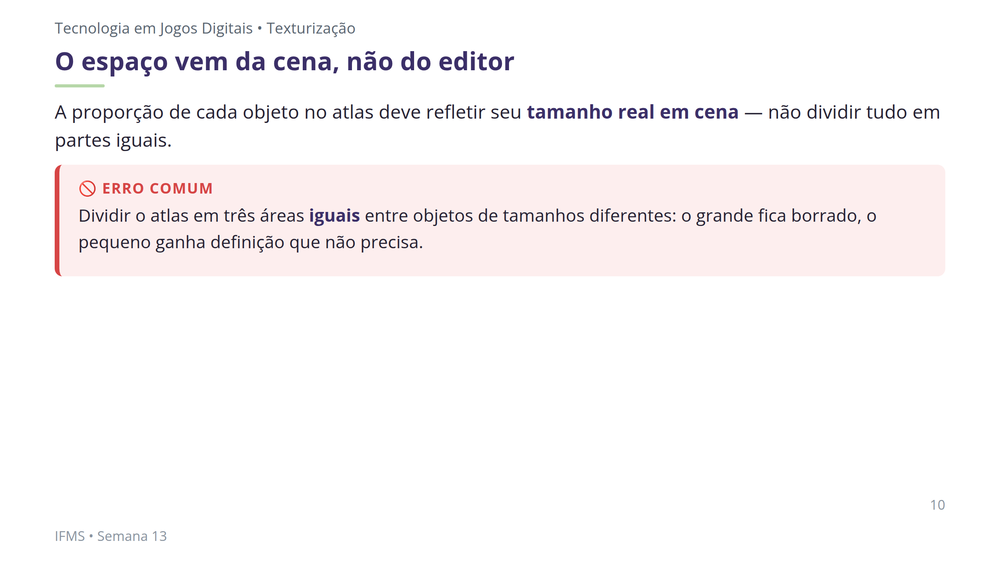 Tecnologia em Jogos Digitais • Texturização
O espaço vem da cena, não do editor
A proporção de cada objeto no atlas deve refletir seu tamanho real em cena — não dividir tudo em
partes iguais.
🚫 ERRO COMUM
Dividir o atlas em três áreas iguais entre objetos de tamanhos diferentes: o grande fica borrado, o
pequeno ganha definição que não precisa.
10
IFMS • Semana 13